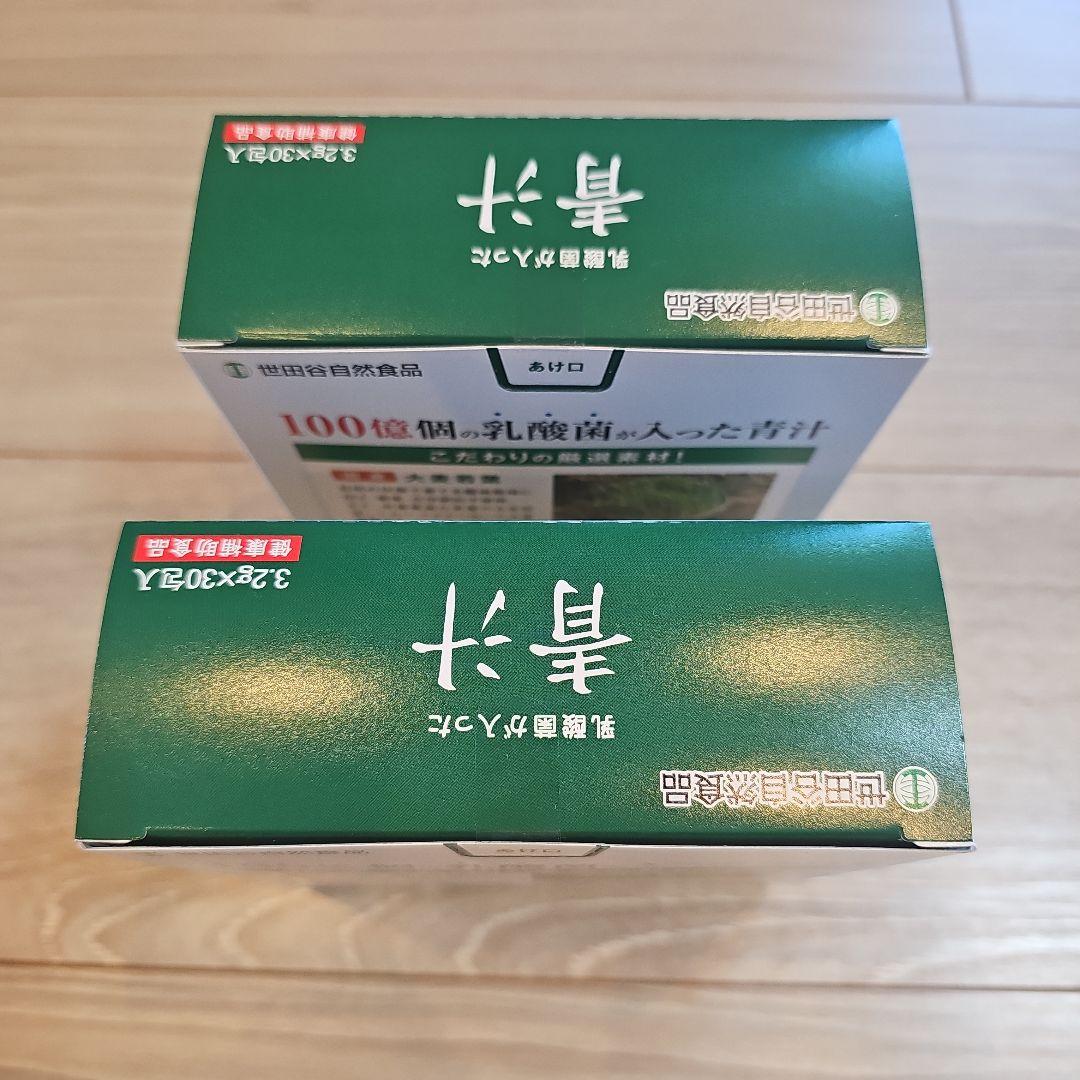 世田谷自然食品
乳酸菌が入った
青汁
3.2g×30包入
健康補助食品
世田谷自然食品
あけ口
100億個の乳酸菌が入った青汁
こだわりの厳選素材!
大麦若葉
世田谷自然食品
乳酸菌が入った
青汁
3.2g×30包入
健康補助食品
あけ口